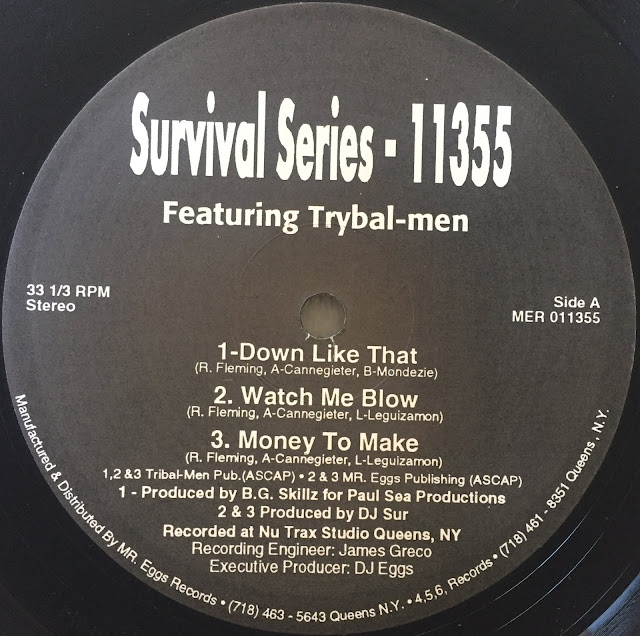 Survival Series - 11355
Featuring Trybal-men
33 1/3 RPM
Stereo
Side A
MER 011355
1-Down Like That
(R. Fleming, A-Cannegieter, B-Mondezie)
2. Watch Me Blow
(R. Fleming, A-Cannegieter, L-Leguizamon)
3. Money To Make
(R. Fleming, A-Cannegieter, L-Leguizamon)
1,2 &3 Tribal-Men Pub.(ASCAP) • 2 & 3 MR. Eggs Publishing (ASCAP)
1 - Produced by B.G. Skillz for Paul Sea Productions
2 & 3 Produced by DJ Sur
Recorded at Nu Trax Studio Queens, NY
Recording Engineer: James Greco
Executive Producer: DJ Eggs
Manufactured & Distributed By MR. Eggs Records • (718) 463 - 5643 Queens N.Y. • 4,5,6, Records • (718) 461 - 8351 Queens , N.Y.